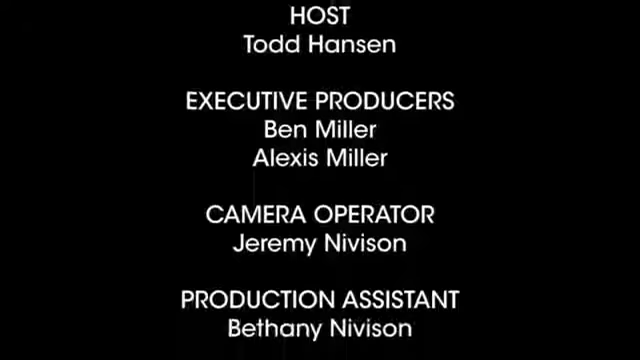 HOST
Todd Hansen
EXECUTIVE PRODUCERS
Ben Miller
Alexis Miller
CAMERA OPERATOR
Jeremy Nivison
PRODUCTION ASSISTANT
Bethany Nivison